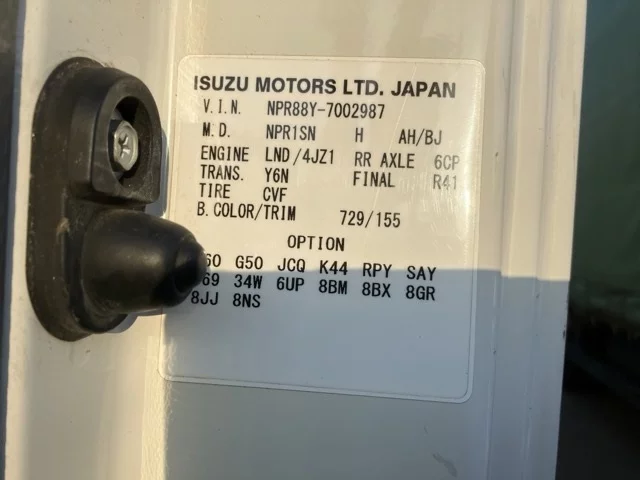 ISUZU MOTORS LTD. JAPAN
V.I.N. NPR88Y-7002987
M.D. NPR1SN H AH/BJ
ENGINE LND/4JZ1 RR AXLE 6CP
TRANS. Y6N FINAL R41
TIRE CVF
B.COLOR/TRIM 729/155
OPTION
G50 JCQ K44 RPY SAY
34W 6UP 8BM 8BX 8GR
8JJ 8NS